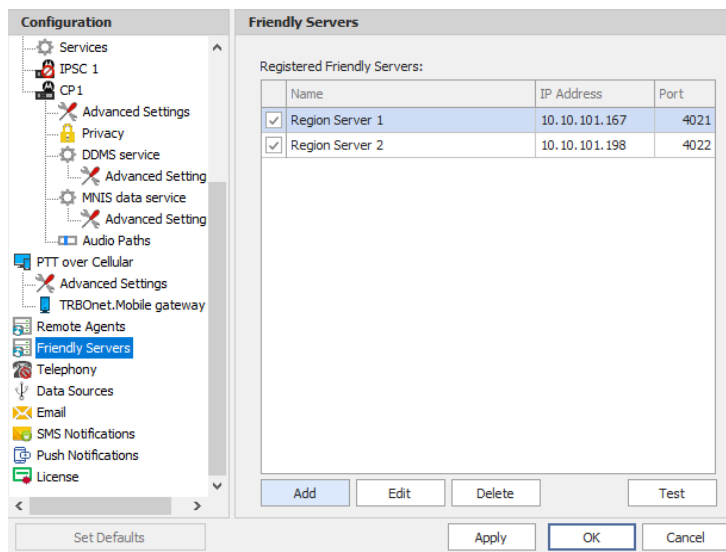 Configuration
Services
IPSC 1
CP1
Advanced Settings
Privacy
DDMS service
Advanced Setting
MNIS data service
Advanced Setting
Audio Paths
PTT over Cellular
Advanced Settings
TRBOnet.Mobile gateway
Remote Agents
Friendly Servers
Telephony
Data Sources
Email
SMS Notifications
Push Notifications
License
Set Defaults
Friendly Servers
Registered Friendly Servers:
Name IP Address Port
Region Server 1 10.10.101.167 4021
Region Server 2 10.10.101.198 4022
Add Edit Delete Test
Apply OK Cancel